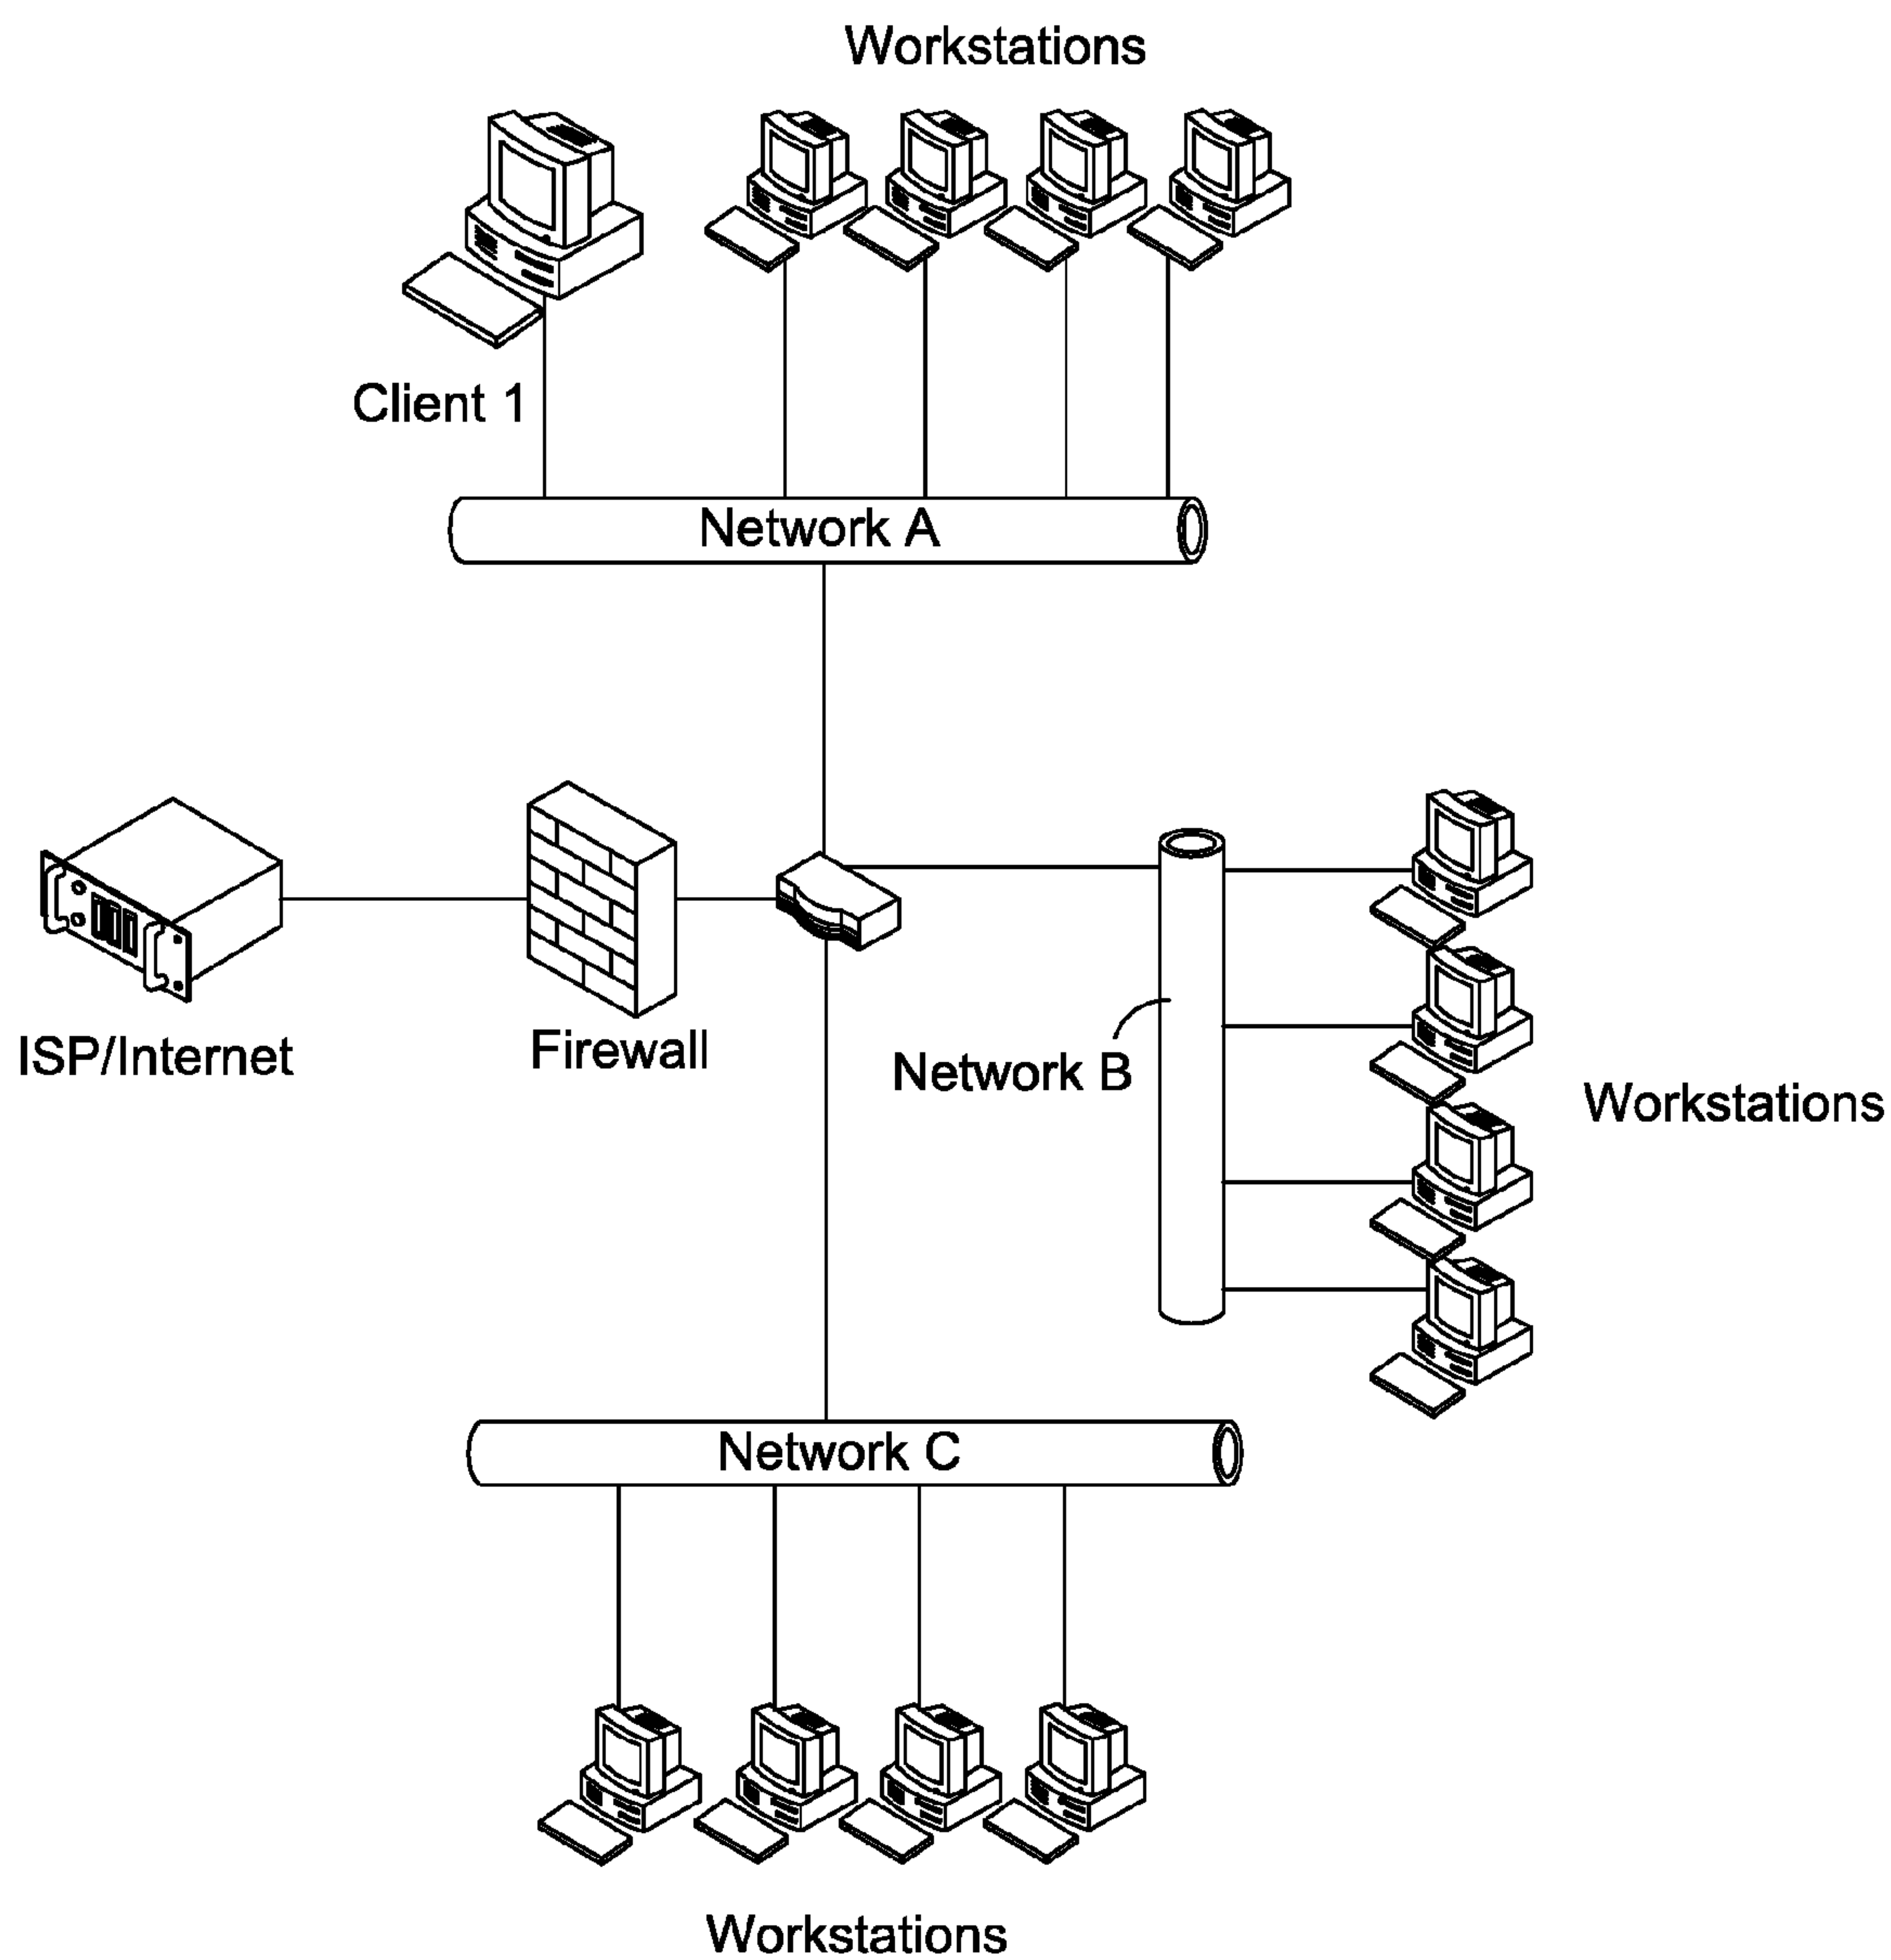 Workstations
Client 1
Network A
ISP/Internet
Firewall
Network B
Workstations
Network C
Workstations